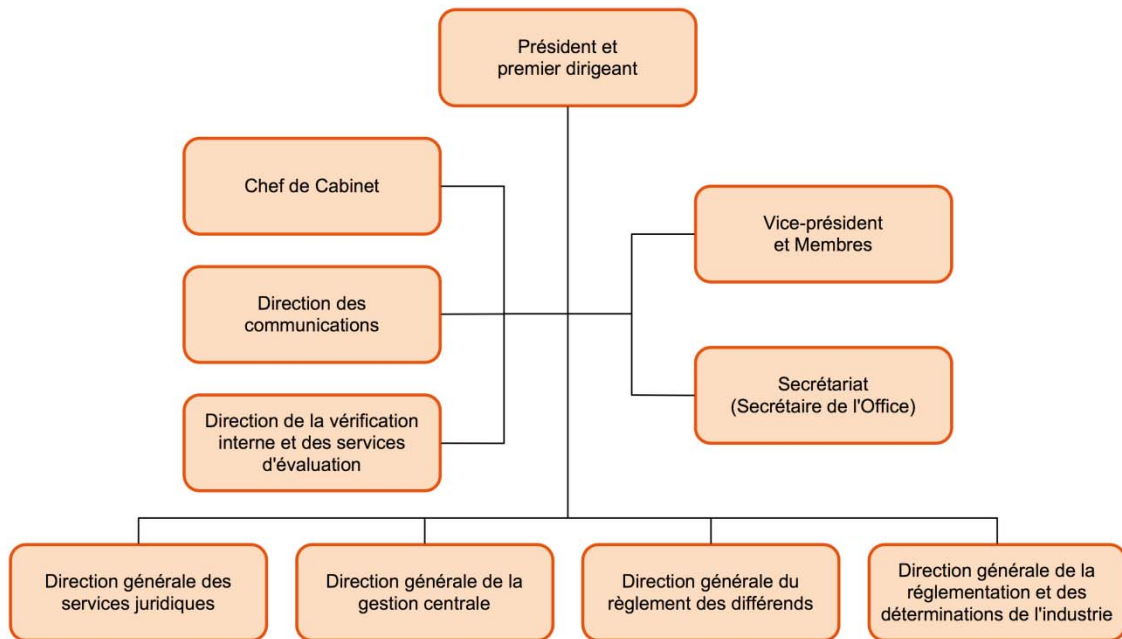 Président et
premier dirigeant
Chef de Cabinet
Vice-président
et Membres
Direction des
communications
Secrétariat
(Secrétaire de l'Office)
Direction de la vérification
interne et des services
d'évaluation
Direction générale des
services juridiques
Direction générale de la
gestion centrale
Direction générale du
règlement des différends
Direction générale de la
réglementation et des
déterminations de l'industrie